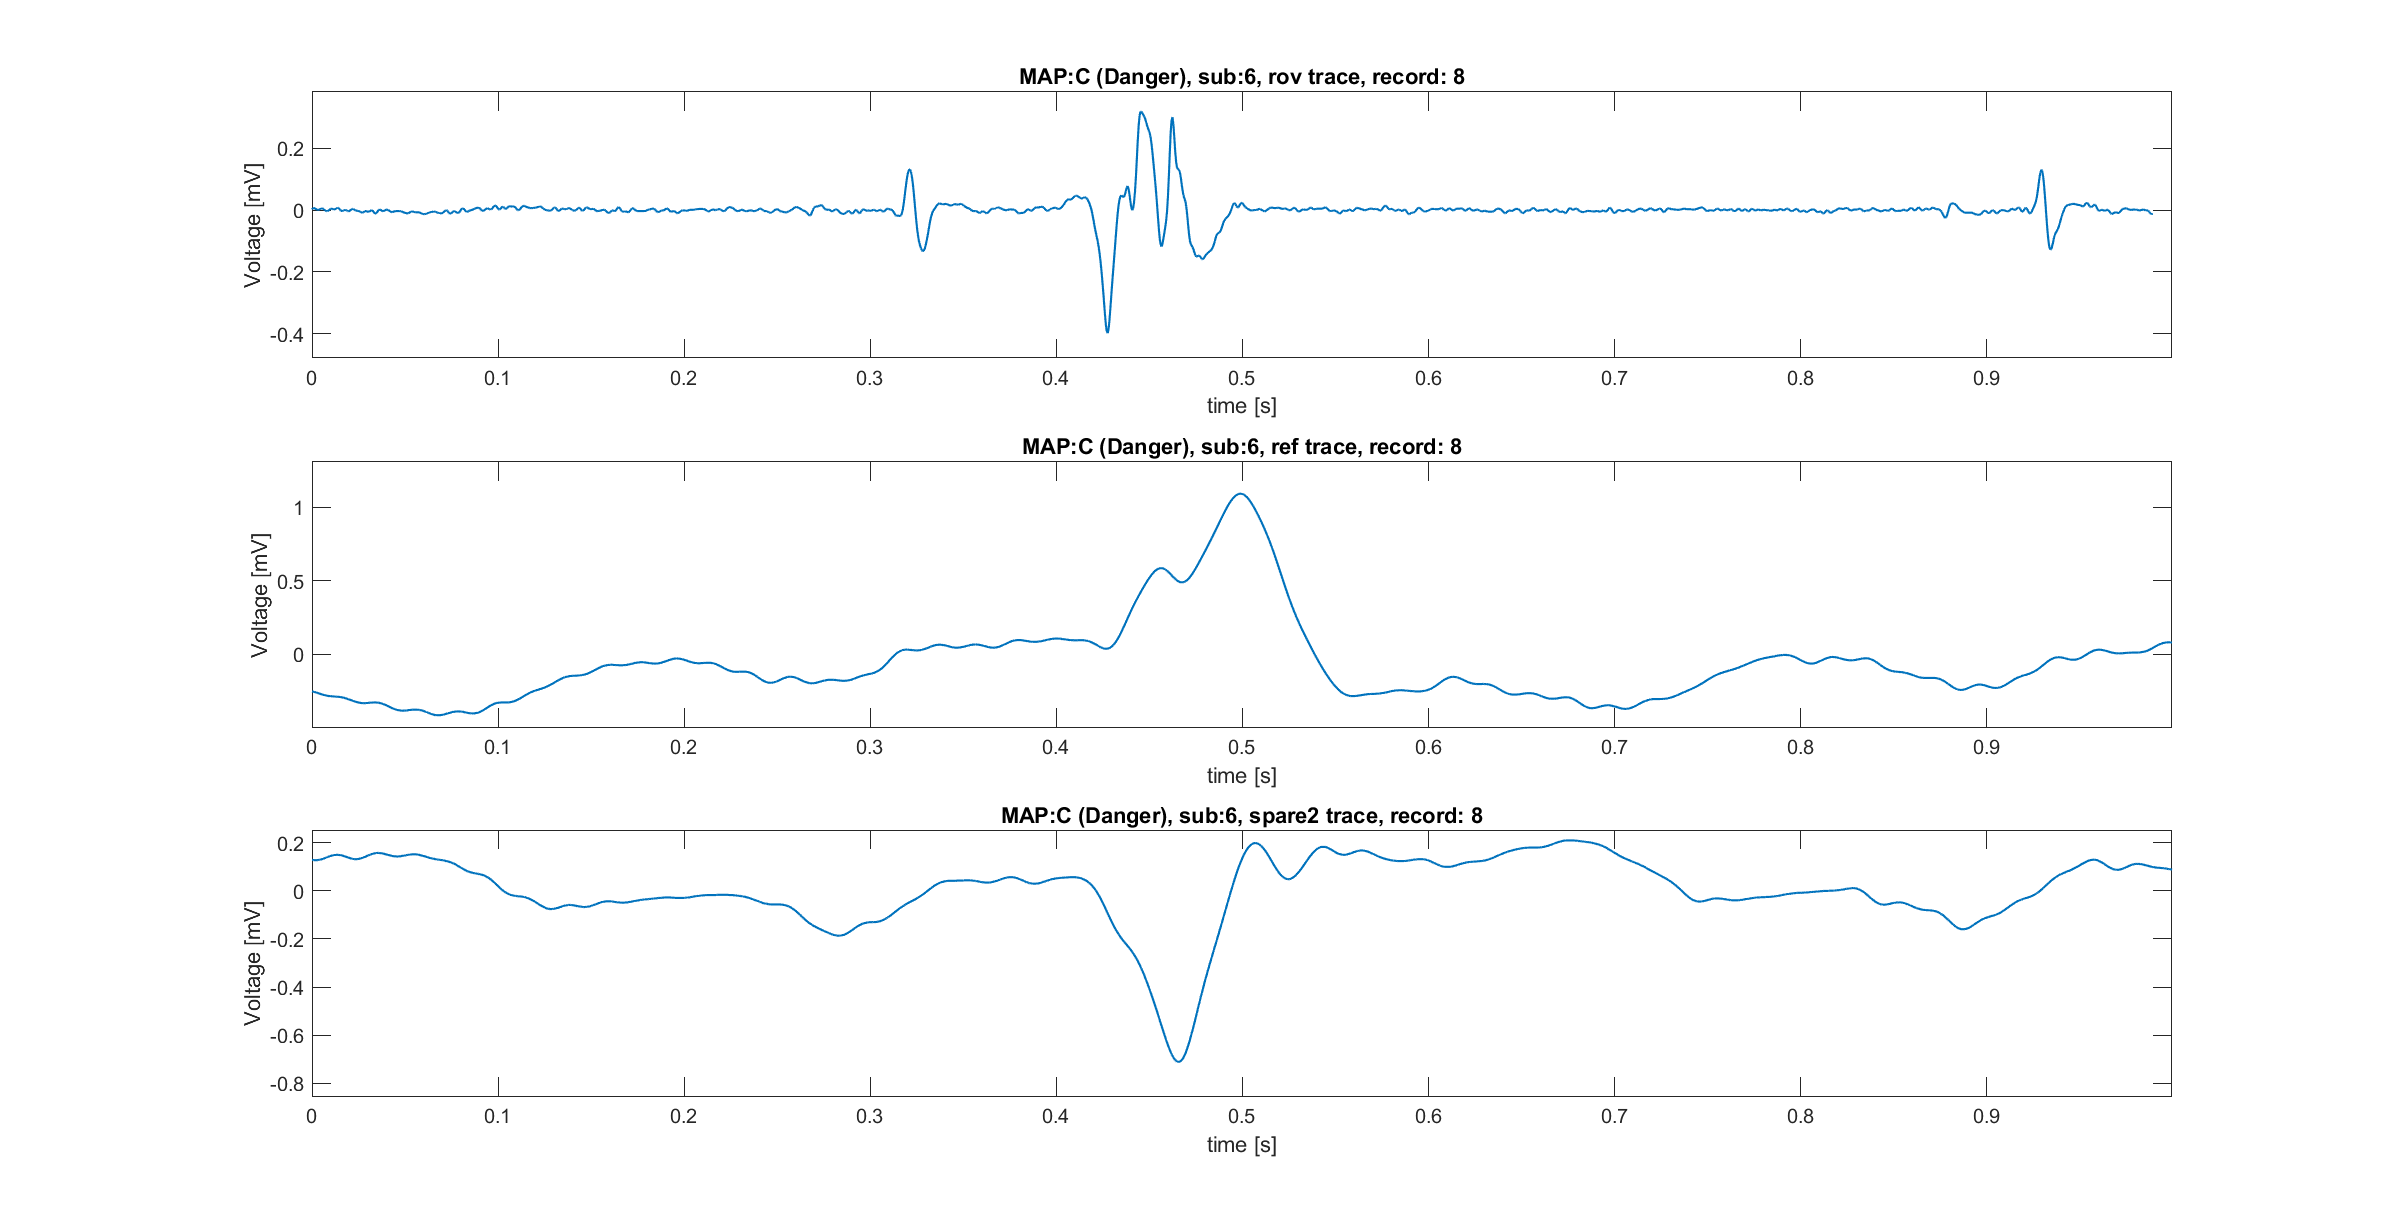 MAP:C (Danger), sub:6, rov trace, record: 8
Voltage [mV]
0.2
0
-0.2
-0.4
0 0.1 0.2 0.3 0.4 0.5 0.6 0.7 0.8 0.9
time [s]
MAP:C (Danger), sub:6, ref trace, record: 8
Voltage [mV]
1
0.5
0
0 0.1 0.2 0.3 0.4 0.5 0.6 0.7 0.8 0.9
time [s]
MAP:C (Danger), sub:6, spare2 trace, record: 8
Voltage [mV]
0.2
0
-0.2
-0.4
-0.6
-0.8
0 0.1 0.2 0.3 0.4 0.5 0.6 0.7 0.8 0.9
time [s]